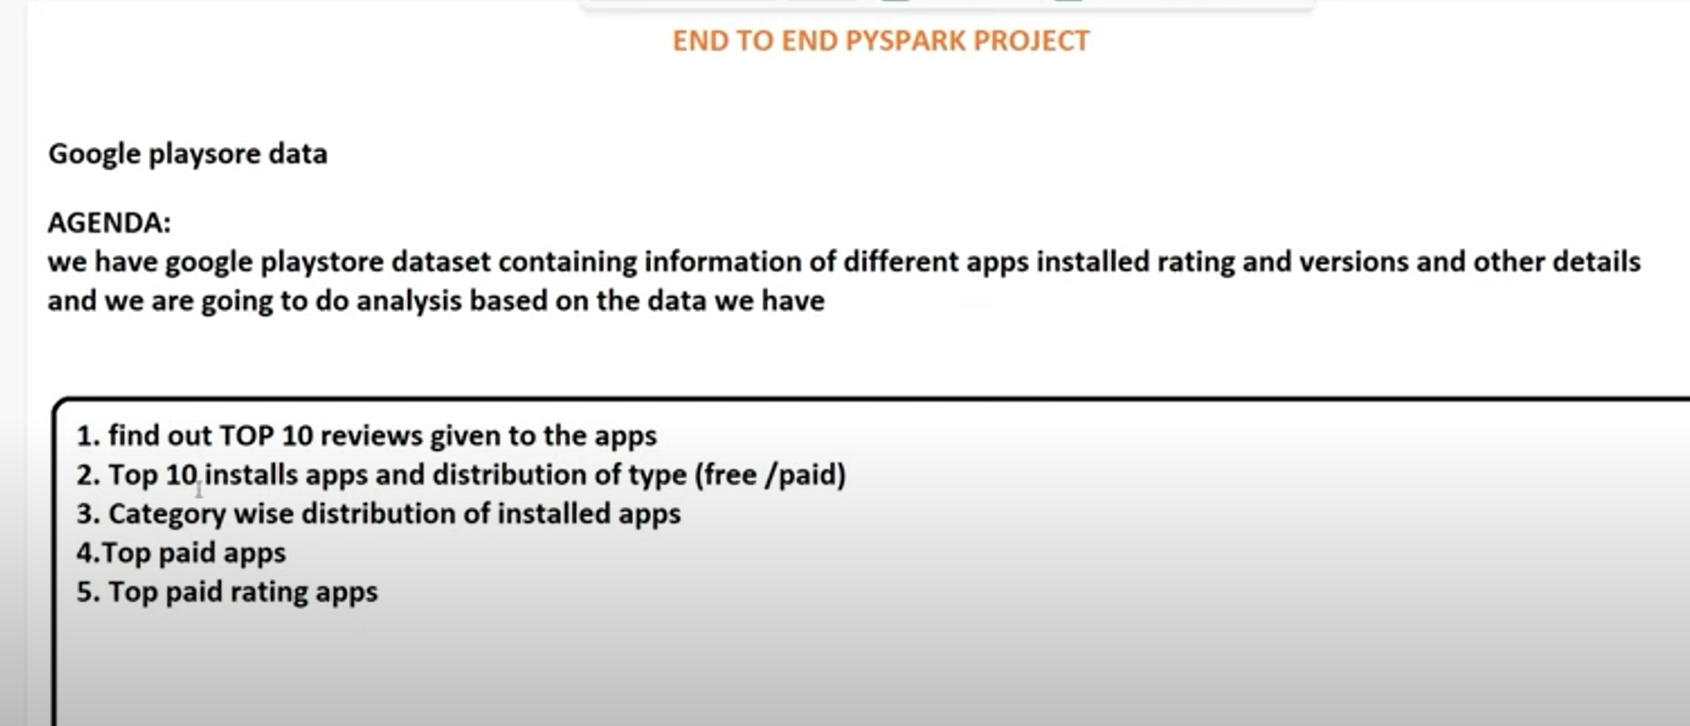 END TO END PYSPARK PROJECT
Google playsore data
AGENDA:
we have google playstore dataset containing information of different apps installed rating and versions and other details
and we are going to do analysis based on the data we have
1. find out TOP 10 reviews given to the apps
2. Top 10 installs apps and distribution of type (free /paid)
3. Category wise distribution of installed apps
4.Top paid apps
5. Top paid rating apps